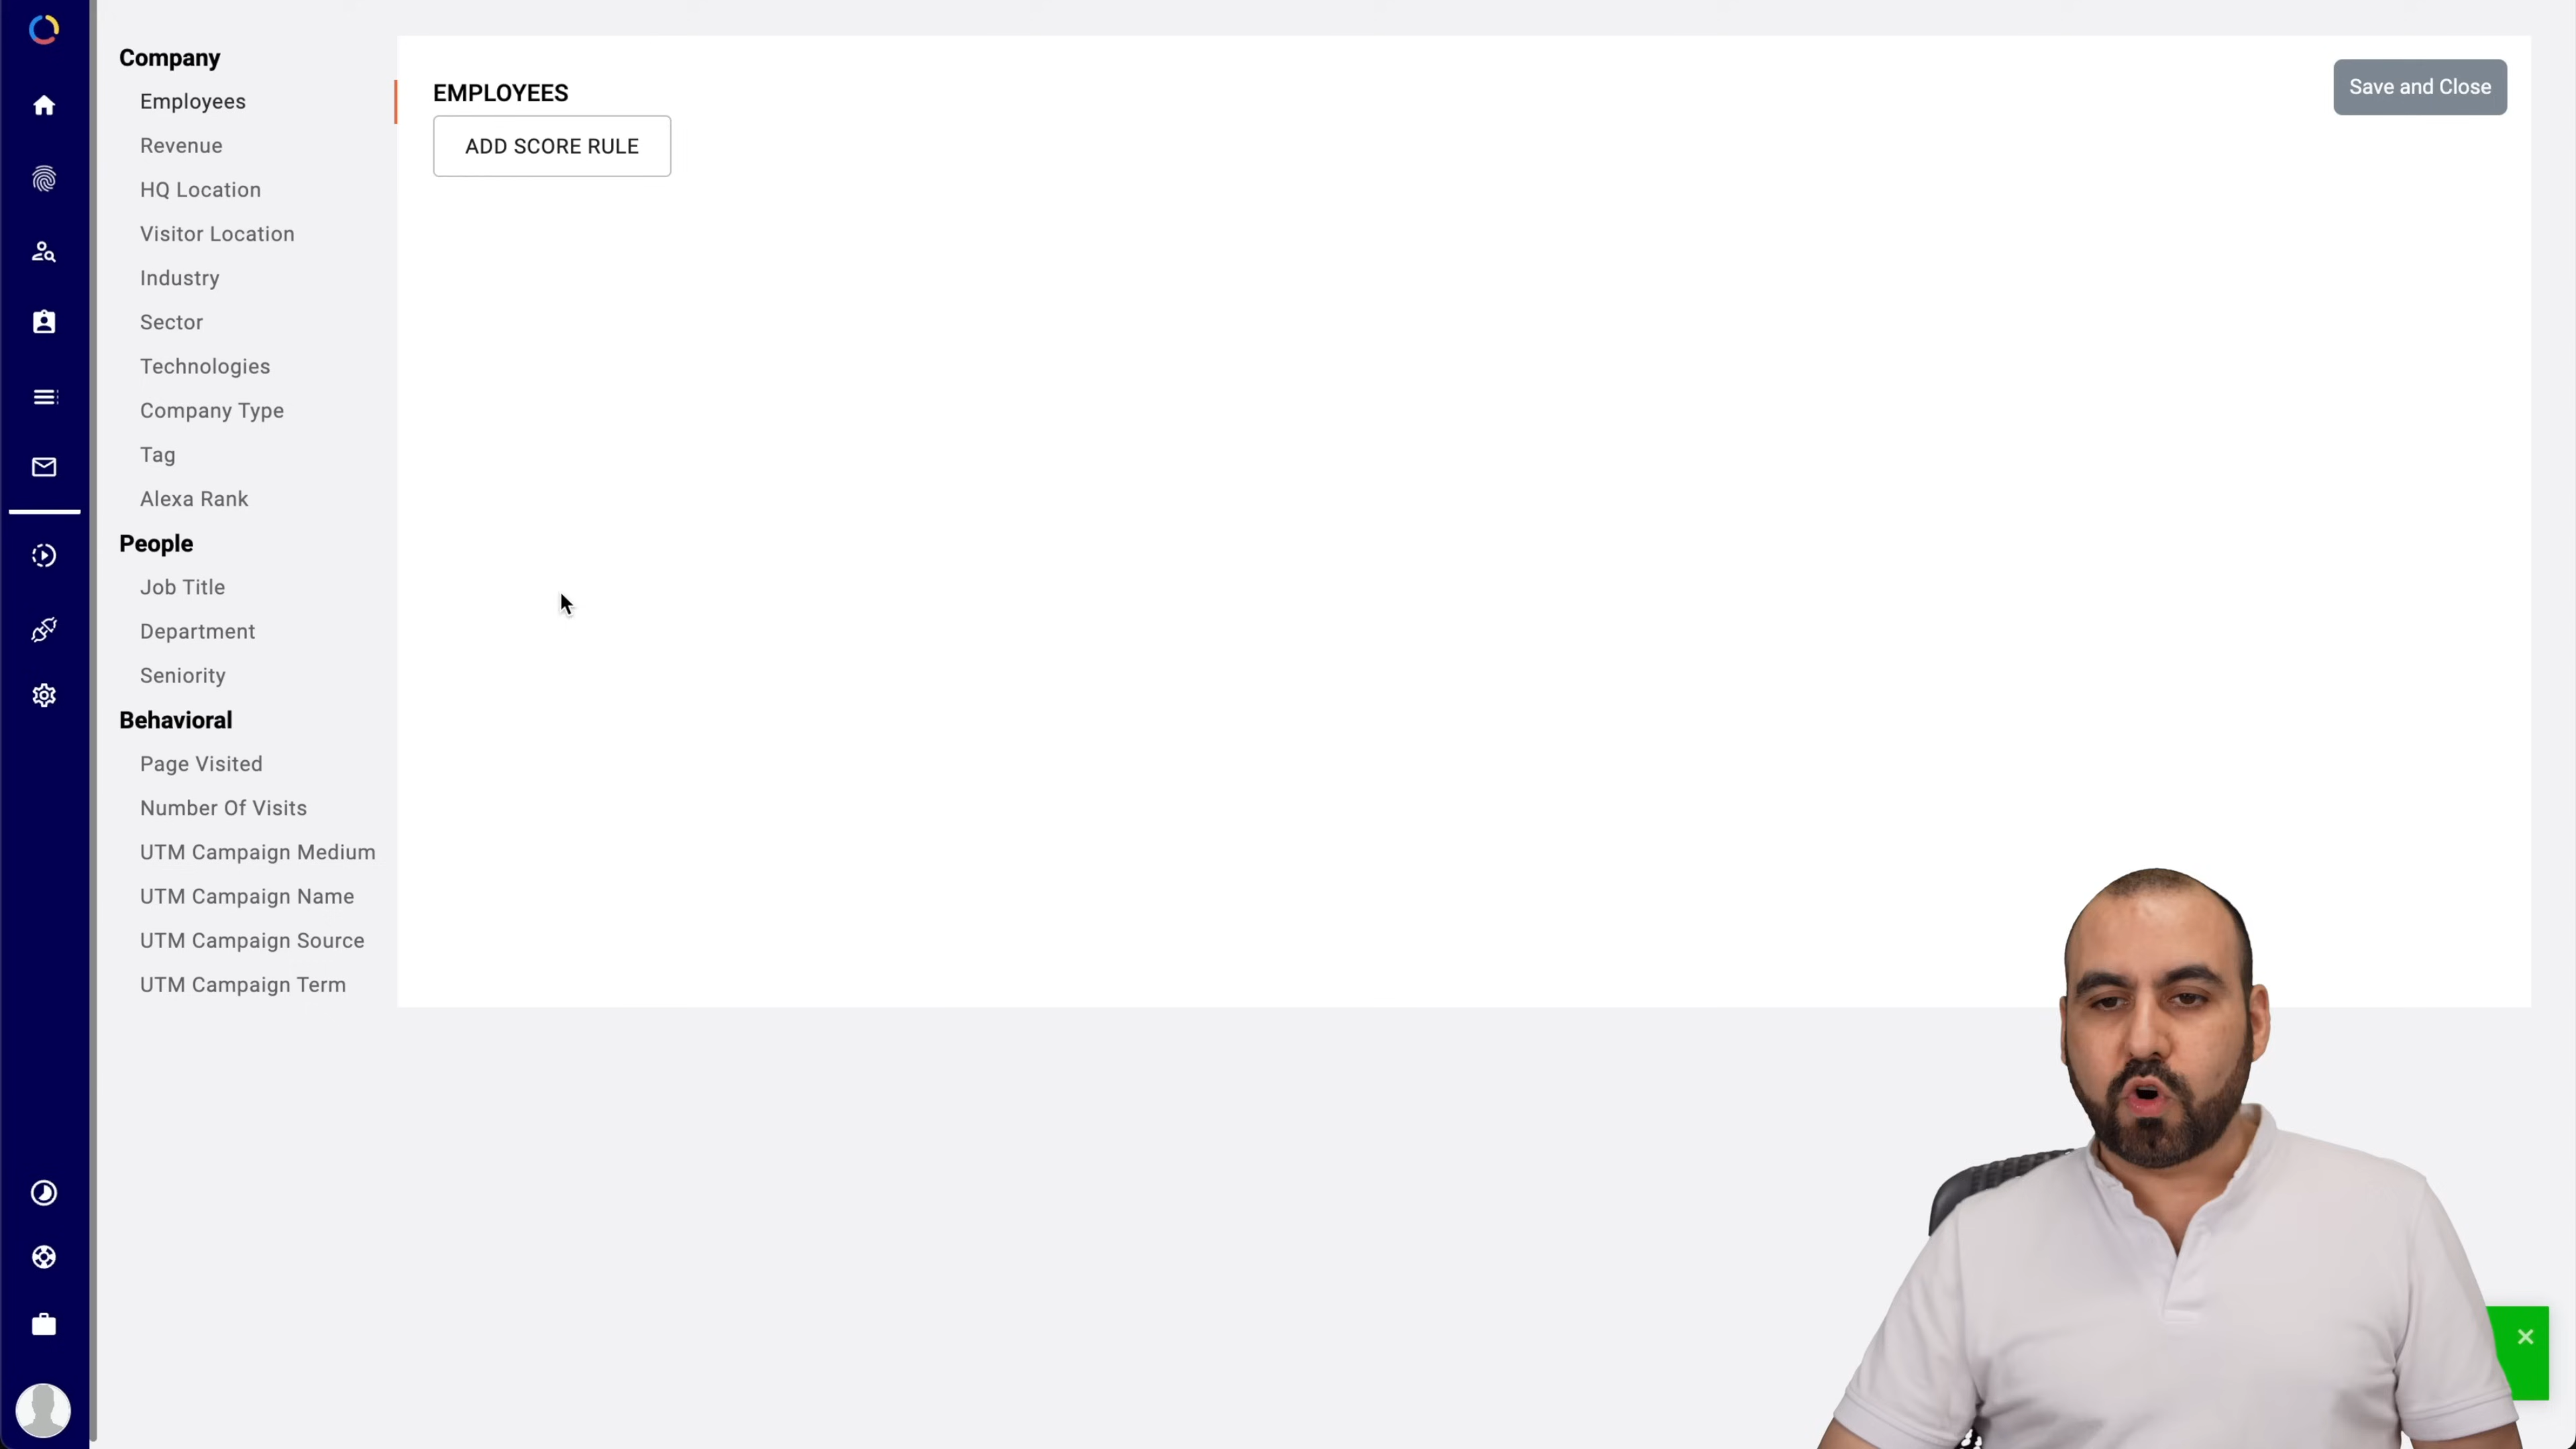 Company
Employees
Revenue
HQ Location
Visitor Location
Industry
Sector
Technologies
Company Type
Tag
Alexa Rank
People
Job Title
Department
Seniority
Behavioral
Page Visited
Number Of Visits
UTM Campaign Medium
UTM Campaign Name
UTM Campaign Source
UTM Campaign Term
EMPLOYEES
ADD SCORE RULE
Save and Close